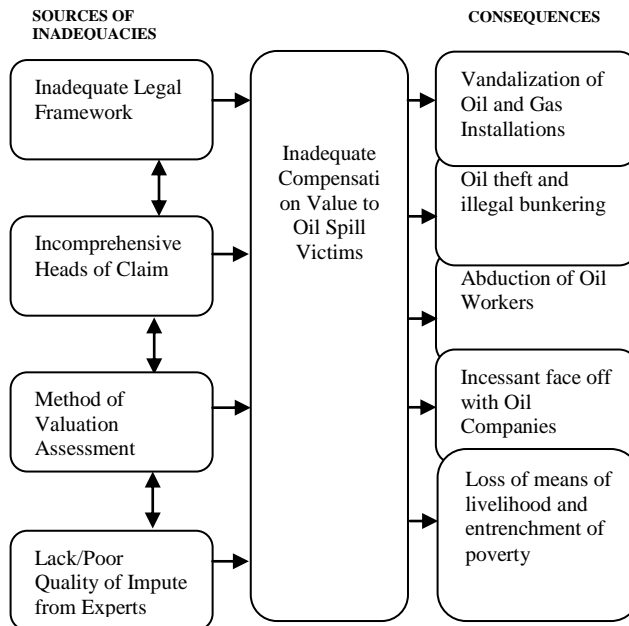 SOURCES OF
INADEQUACIES
Inadequate Legal
Framework
Incomprehensive
Heads of Claim
Method of
Valuation
Assessment
Lack/Poor
Quality of Impute
from Experts
Inadequate
Compensati
on Value to
Oil Spill
Victims
CONSEQUENCES
Vandalization of
Oil and Gas
Installations
Oil theft and
illegal bunkering
Abduction of Oil
Workers
Incessant face off
with Oil
Companies
Loss of means of
livelihood and
entrenchment of
poverty